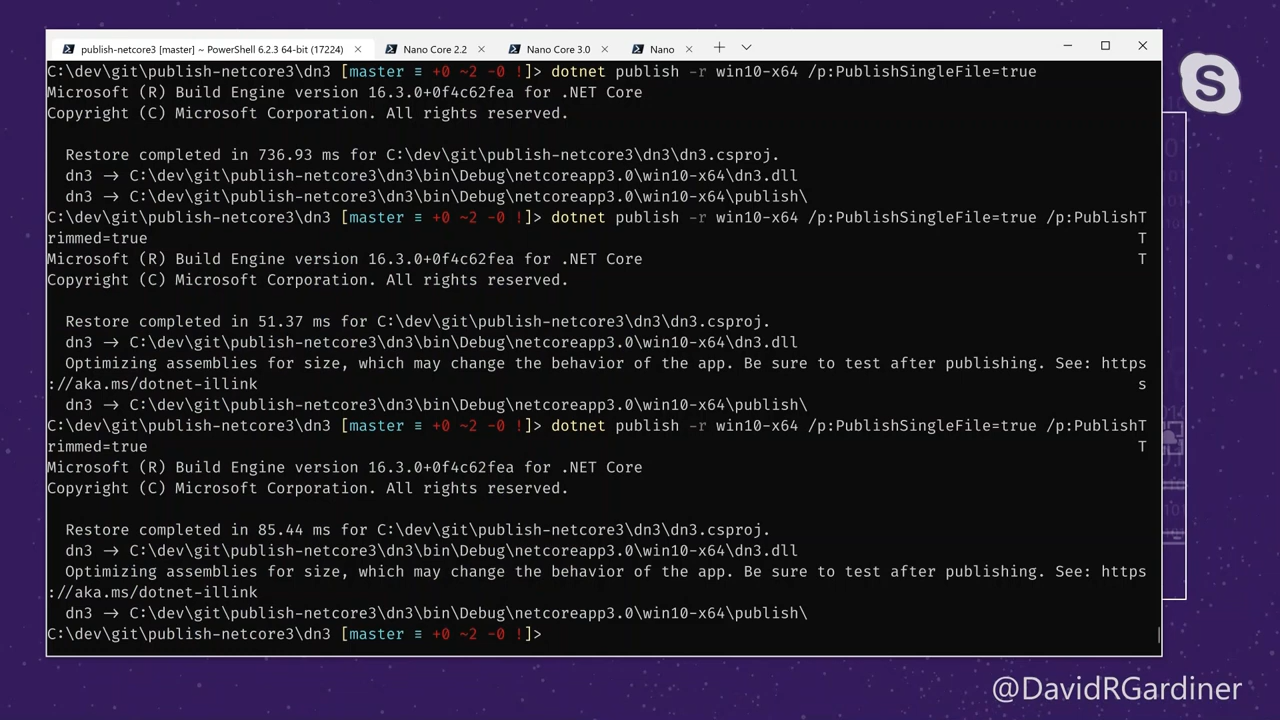 publish-netcore3 [master] ~ PowerShell 6.2.3 64-bit (17224)
Nano Core 2.2
Nano Core 3.0
Nano
C:\dev\git\publish-netcore3\dn3 [master ≡ +0 ~2 -0 !]> dotnet publish -r win10-x64 /p:PublishSingleFile=true
Microsoft (R) Build Engine version 16.3.0+0f4c62fea for .NET Core
Copyright (C) Microsoft Corporation. All rights reserved.
Restore completed in 736.93 ms for C:\dev\git\publish-netcore3\dn3\dn3.csproj.
dn3 -> C:\dev\git\publish-netcore3\dn3\bin\Debug\netcoreapp3.0\win10-x64\dn3.dll
dn3 -> C:\dev\git\publish-netcore3\dn3\bin\Debug\netcoreapp3.0\win10-x64\publish\
C:\dev\git\publish-netcore3\dn3 [master ≡ +0 ~2 -0 !]> dotnet publish -r win10-x64 /p:PublishSingleFile=true /p:PublishT
rimmed=true T
Microsoft (R) Build Engine version 16.3.0+0f4c62fea for .NET Core T
Copyright (C) Microsoft Corporation. All rights reserved.
Restore completed in 51.37 ms for C:\dev\git\publish-netcore3\dn3\dn3.csproj.
dn3 -> C:\dev\git\publish-netcore3\dn3\bin\Debug\netcoreapp3.0\win10-x64\dn3.dll
Optimizing assemblies for size, which may change the behavior of the app. Be sure to test after publishing. See: https
://aka.ms/dotnet-illink s
dn3 -> C:\dev\git\publish-netcore3\dn3\bin\Debug\netcoreapp3.0\win10-x64\publish\
C:\dev\git\publish-netcore3\dn3 [master ≡ +0 ~2 -0 !]> dotnet publish -r win10-x64 /p:PublishSingleFile=true /p:PublishT
rimmed=true T
Microsoft (R) Build Engine version 16.3.0+0f4c62fea for .NET Core
Copyright (C) Microsoft Corporation. All rights reserved.
Restore completed in 85.44 ms for C:\dev\git\publish-netcore3\dn3\dn3.csproj.
dn3 -> C:\dev\git\publish-netcore3\dn3\bin\Debug\netcoreapp3.0\win10-x64\dn3.dll
Optimizing assemblies for size, which may change the behavior of the app. Be sure to test after publishing. See: https
://aka.ms/dotnet-illink
dn3 -> C:\dev\git\publish-netcore3\dn3\bin\Debug\netcoreapp3.0\win10-x64\publish\
C:\dev\git\publish-netcore3\dn3 [master ≡ +0 ~2 -0 !]>
S
@DavidRGardiner